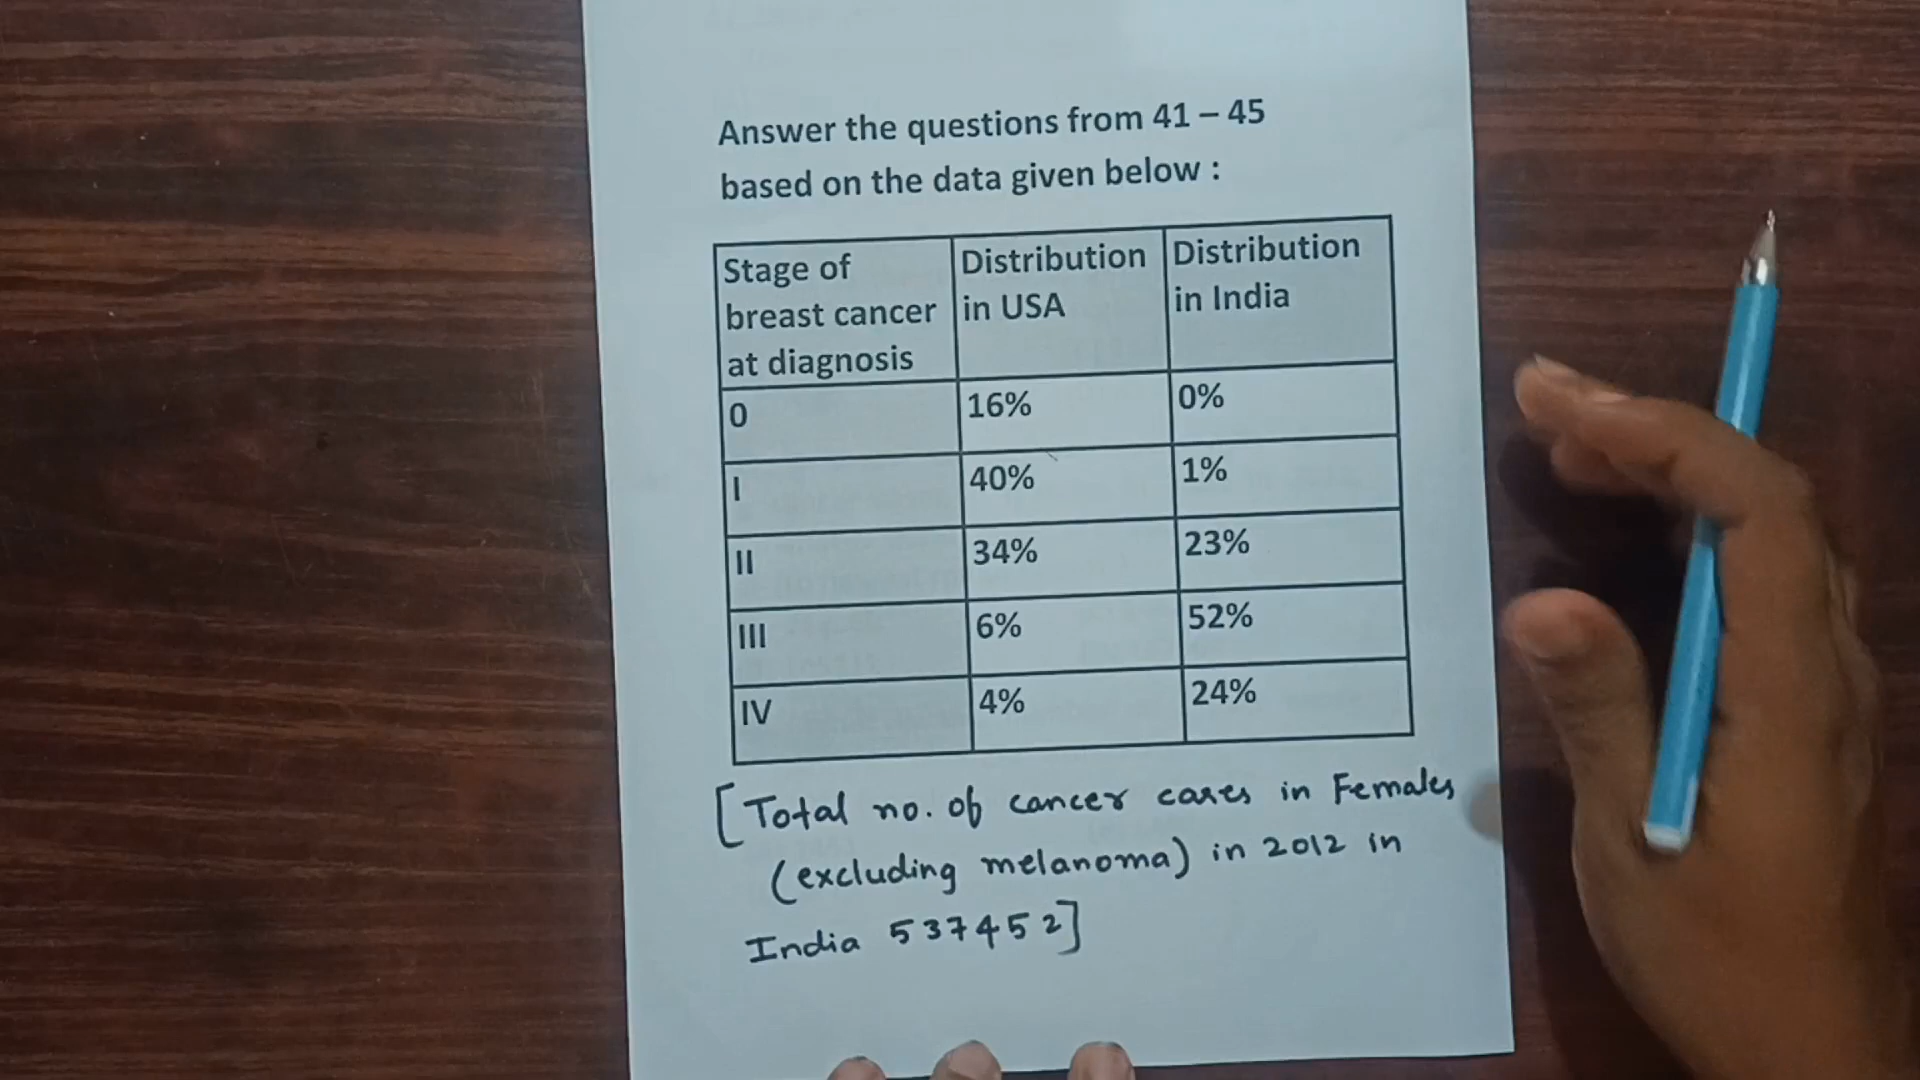 Answer the questions from 41 – 45
based on the data given below :
Stage of breast cancer at diagnosis | Distribution in USA | Distribution in India
0 | 16% | 0%
I | 40% | 1%
II | 34% | 23%
III | 6% | 52%
IV | 4% | 24%
[Total no. of cancer cases in Females
(excluding melanoma) in 2012 in
India 537452]